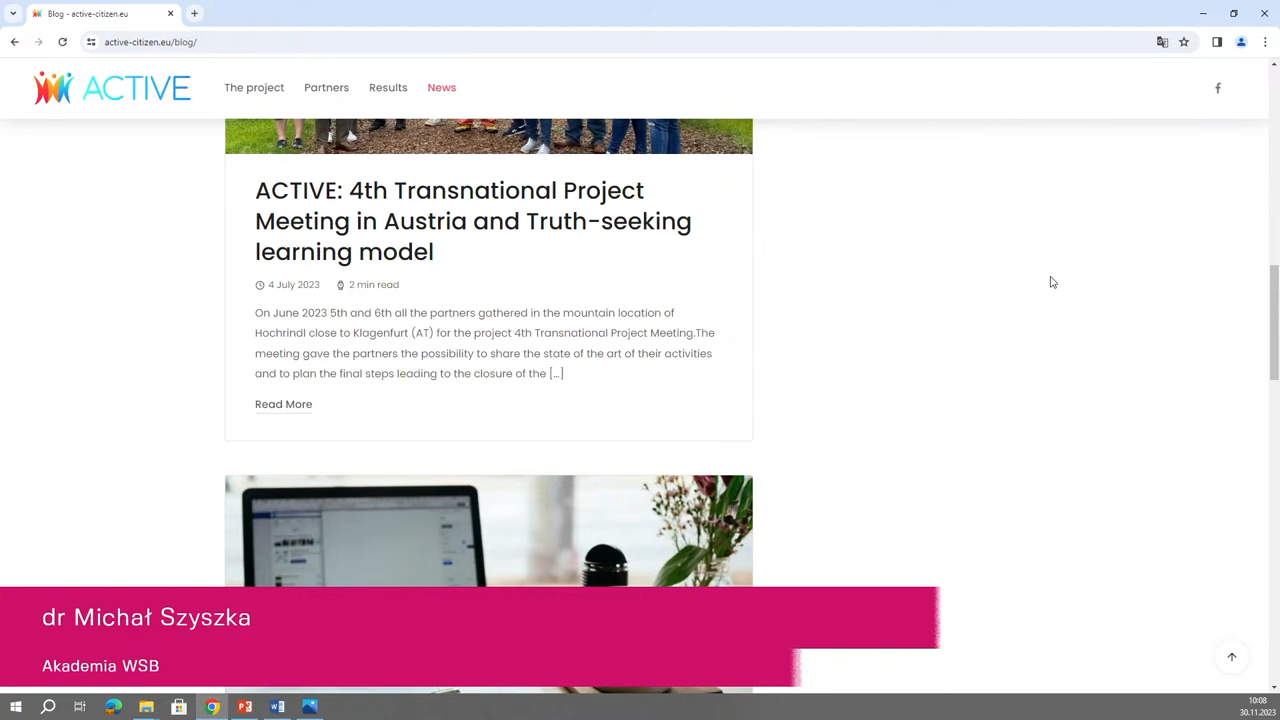 Blog - active-citizen.eu
active-citizen.eu/blog/
ACTIVE
The project
Partners
Results
News
ACTIVE: 4th Transnational Project
Meeting in Austria and Truth-seeking
learning model
4 July 2023
2 min read
On June 2023 5th and 6th all the partners gathered in the mountain location of
Hochrindl close to Klagenfurt (AT) for the project 4th Transnational Project Meeting.The
meeting gave the partners the possibility to share the state of the art of their activities
and to plan the final steps leading to the closure of the [...]
Read More
dr Michał Szyszka
Akademia WSB
10:08
30.11.2023